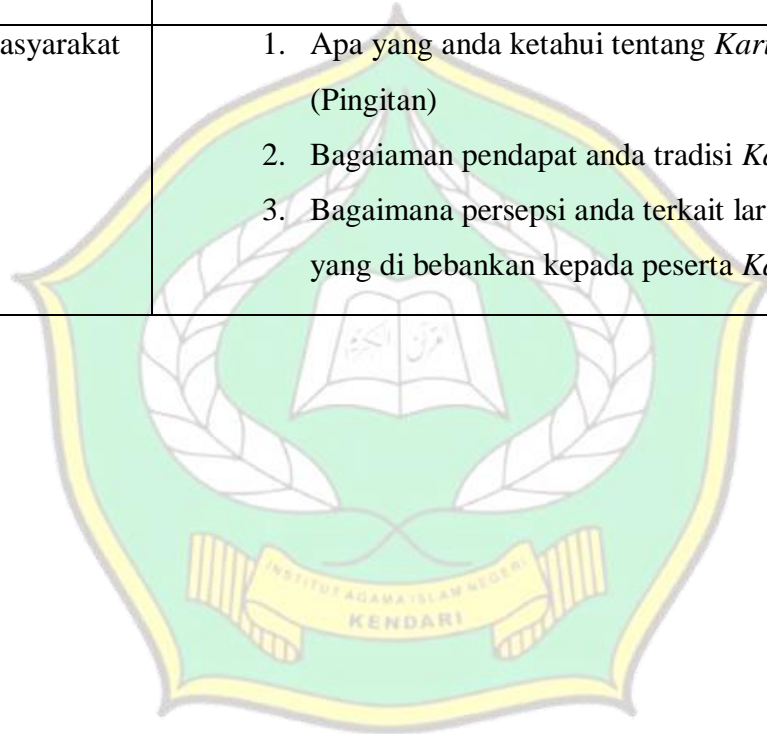 asyarakat
1. Apa yang anda ketahui tentang Kar
(Pingitan)
2. Bagaiaman pendapat anda tradisi Ka
3. Bagaimana persepsi anda terkait lar
yang di bebankan kepada peserta Ka
INSTITUT AGAMA ISLAM NEGERI
KENDARI